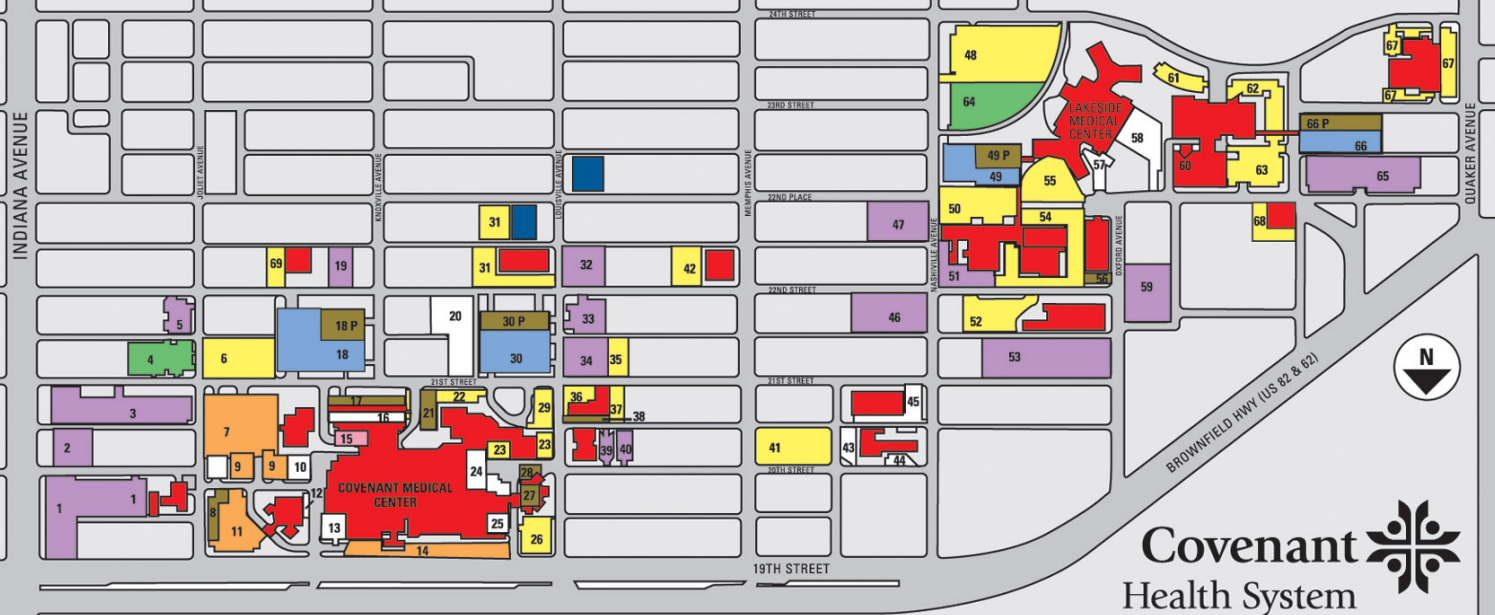 24TH STREET
48
67
61
67
62
64
23RD STREET
LAKESIDE
MEDICAL
CENTER
67
66 P
58
66
49 P
57
60
63
49
55
65
INDIANA AVENUE
JOLIET AVENUE
KNOXVILLE AVENUE
LOUISVILLE AVENUE
MEMPHIS AVENUE
QUAKER AVENUE
22ND PLACE
47
50
54
31
68
NASHVILLE AVENUE
OXFORD AVENUE
69
19
31
32
42
51
56
59
22ND STREET
5
18 P
20
30 P
33
46
52
4
6
18
30
34
35
53
N
21ST STREET
21ST STREET
BROWNFIELD HWY (US 82 & 62)
3
17
16
21
22
29
36
37
38
45
7
15
2
9
9
10
23
23
39
40
41
43
44
20TH STREET
24
COVENANT MEDICAL
CENTER
28
27
1
1
12
8
11
13
25
26
14
19TH STREET
Covenant
Health System